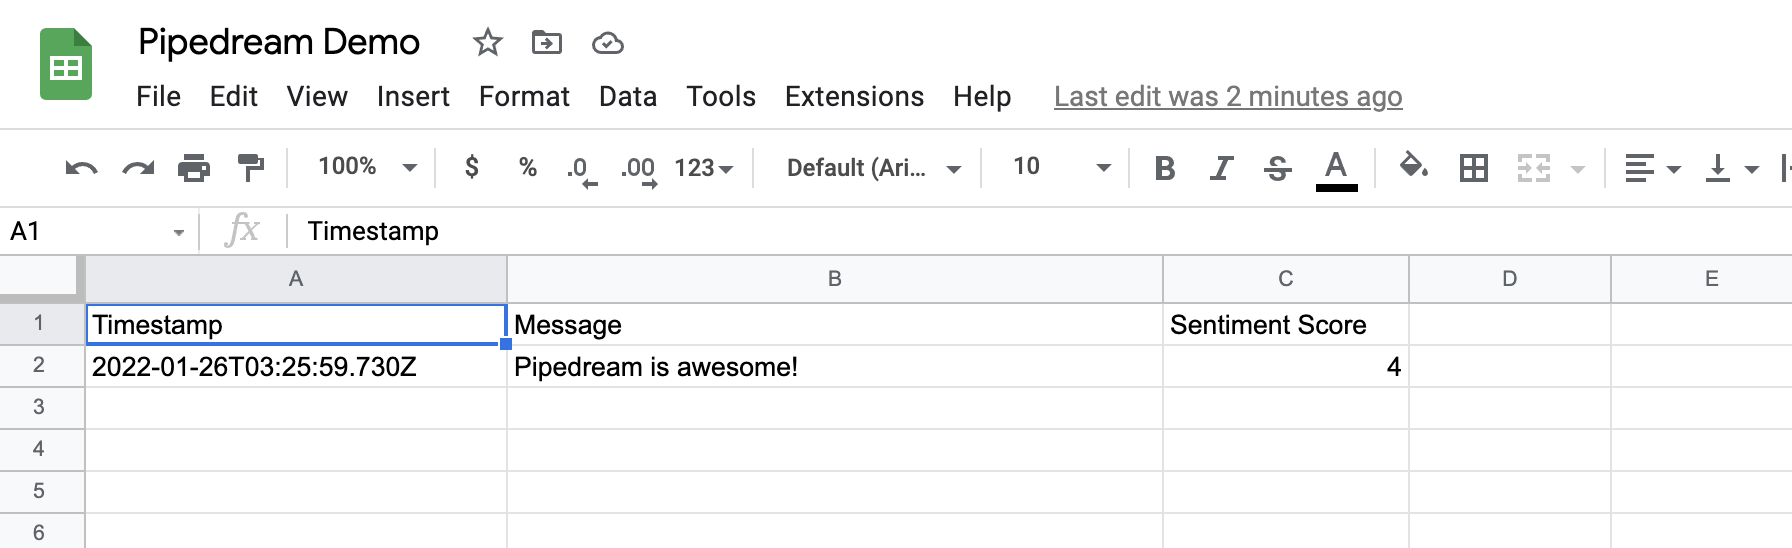 Pipedream Demo
File Edit View Insert Format Data Tools Extensions Help Last edit was 2 minutes ago
100% $ % .0 .00 123 Default (Ari... 10 B I S A
A1 fx Timestamp
A B C D E
1 Timestamp Message Sentiment Score
2 2022-01-26T03:25:59.730Z Pipedream is awesome! 4
3
4
5
6